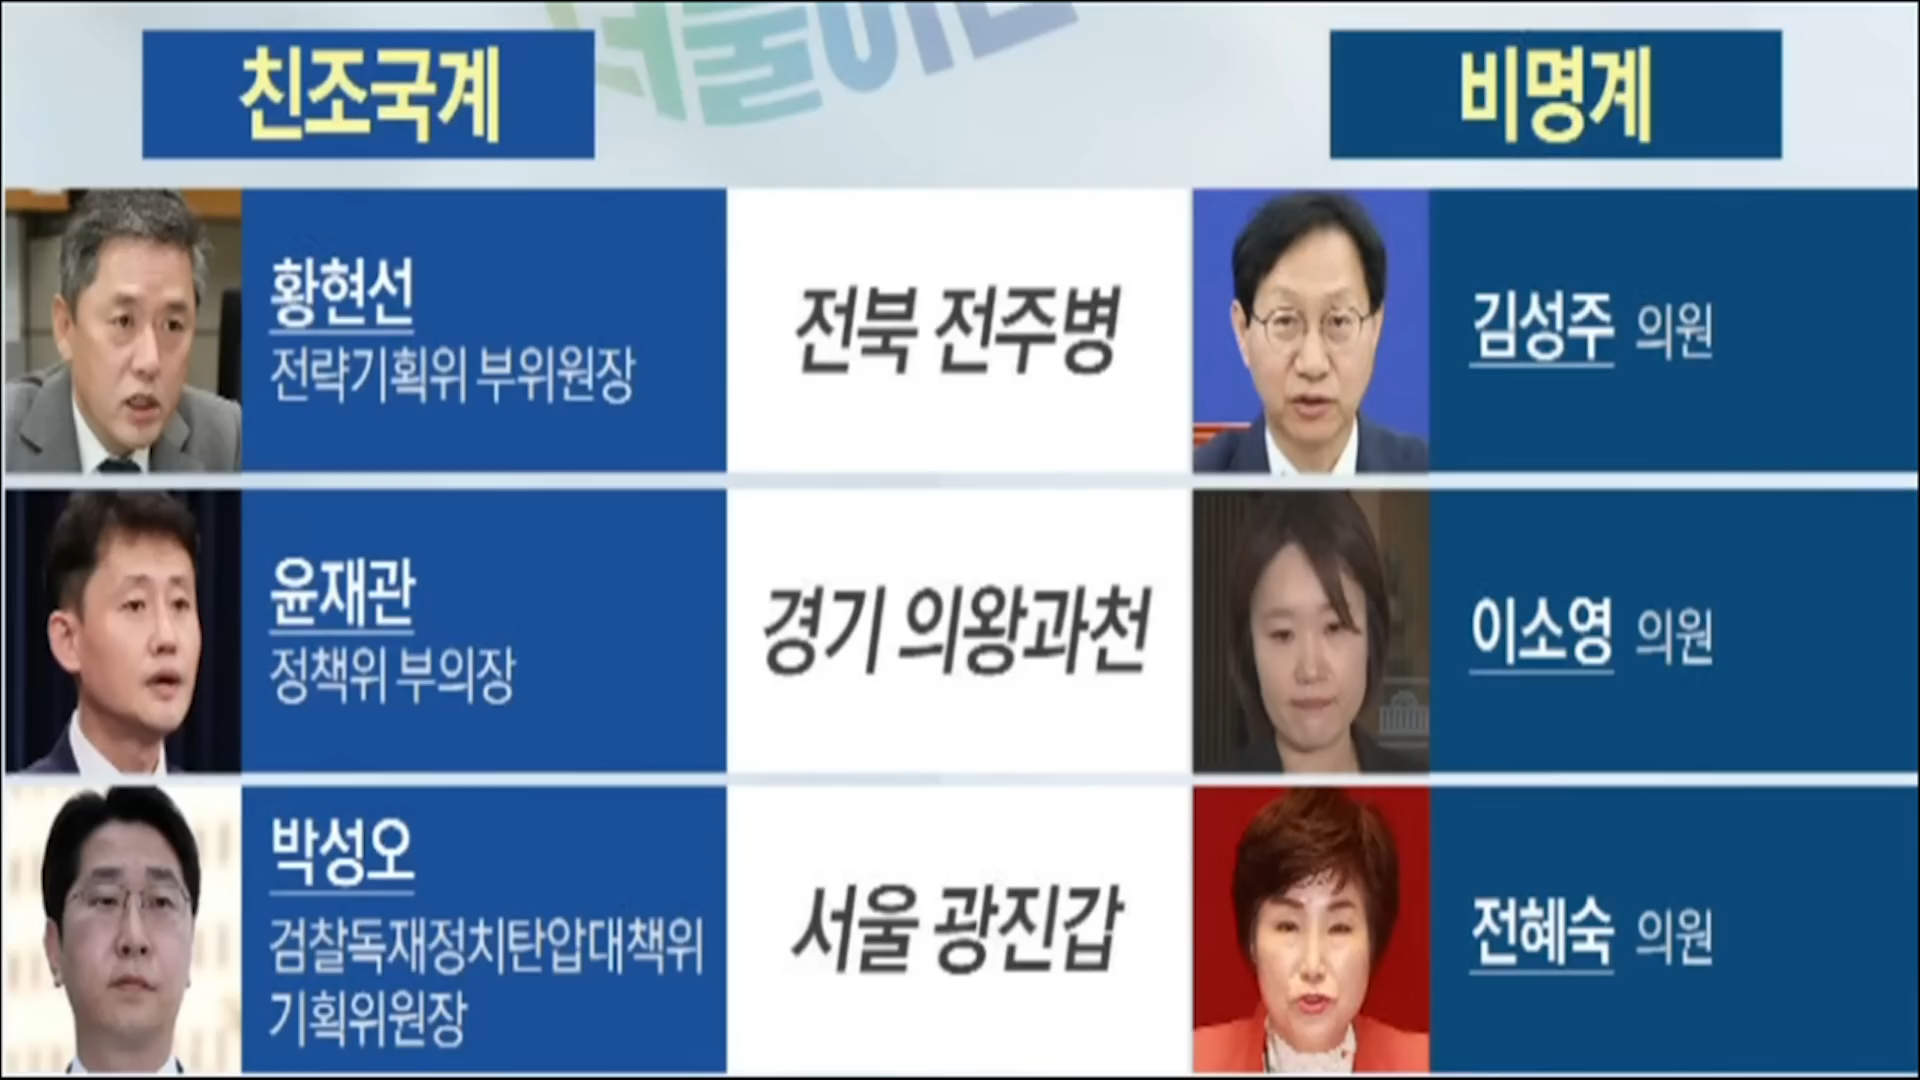 친조국계
비명계
황현선
전략기획위 부위원장
전북 전주병
김성주 의원
윤재관
정책위 부의장
경기 의왕과천
이소영 의원
박성오
검찰독재정치탄압대책위
기획위원장
서울 광진갑
전혜숙 의원